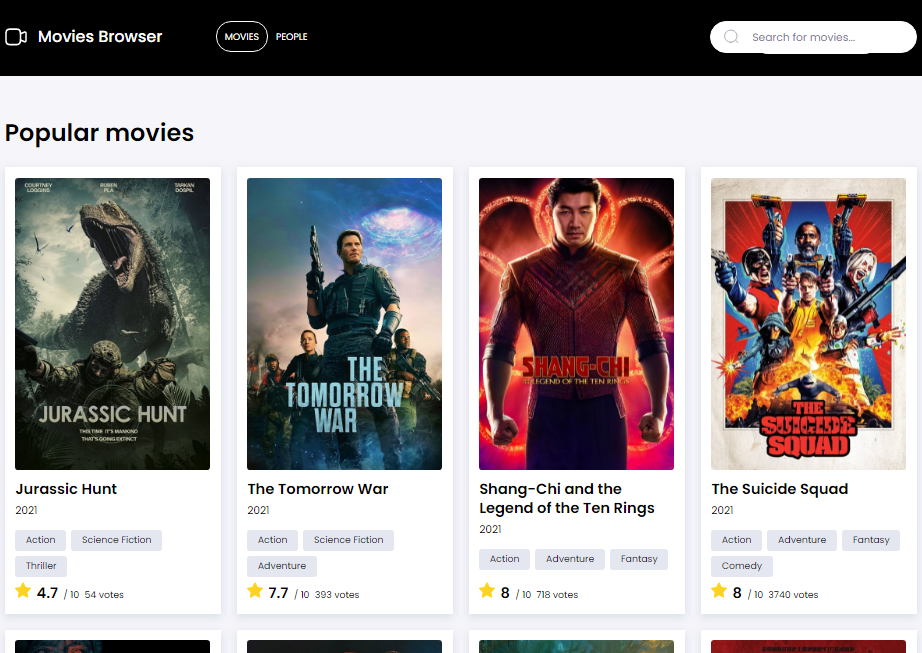 Movies Browser MOVIES PEOPLE Search for movies...
Popular movies
COURTNEY LOGGINS RUBEN PLA TARKAN DOSPIL
JURASSIC HUNT
THIS TIME IT'S MANKIND
THAT'S GOING EXTINCT
THE
TOMORROW
WAR
SHANG-CHI
LEGEND OF THE TEN RINGS
THE
SUICIDE
SQUAD
Jurassic Hunt
2021
Action Science Fiction
Thriller
4.7 / 10 54 votes
The Tomorrow War
2021
Action Science Fiction
Adventure
7.7 / 10 393 votes
Shang-Chi and the
Legend of the Ten Rings
2021
Action Adventure Fantasy
8 / 10 718 votes
The Suicide Squad
2021
Action Adventure Fantasy
Comedy
8 / 10 3740 votes